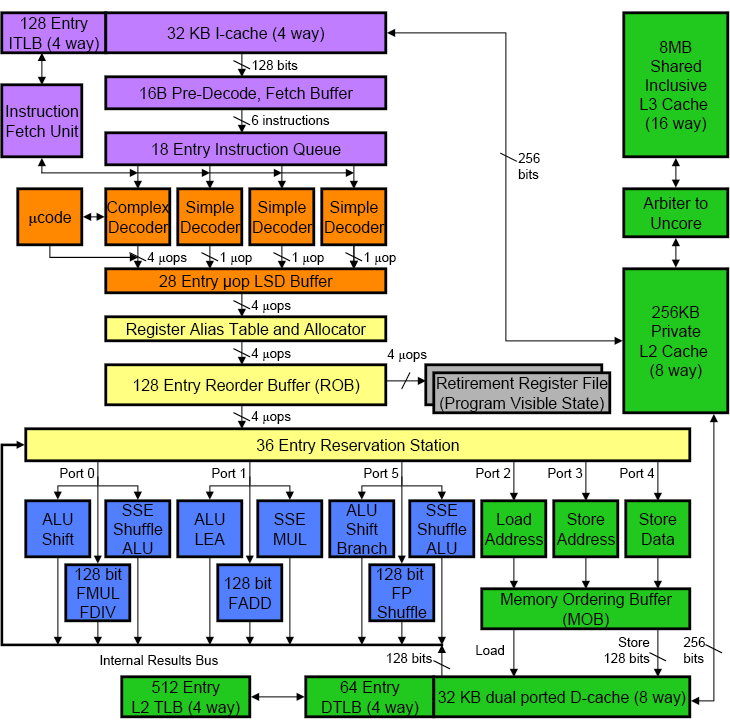 128 Entry
ITLB (4 way)
32 KB I-cache (4 way)
128 bits
16B Pre-Decode, Fetch Buffer
Instruction
Fetch Unit
6 instructions
18 Entry Instruction Queue
256
bits
8MB
Shared
Inclusive
L3 Cache
(16 way)
µcode
Complex
Decoder
Simple
Decoder
Simple
Decoder
Simple
Decoder
Arbiter to
Uncore
4 µops
1 µop
1 µop
1 µop
28 Entry µop LSD Buffer
4 µops
Register Alias Table and Allocator
4 µops
256KB
Private
L2 Cache
(8 way)
128 Entry Reorder Buffer (ROB)
4 µops
Retirement Register File
(Program Visible State)
4 µops
36 Entry Reservation Station
Port 0
Port 1
Port 5
Port 2
Port 3
Port 4
ALU
Shift
SSE
Shuffle
ALU
128 bit
FMUL
FDIV
ALU
LEA
SSE
MUL
128 bit
FADD
ALU
Shift
Branch
SSE
Shuffle
ALU
128 bit
FP
Shuffle
Load
Address
Store
Address
Store
Data
Memory Ordering Buffer
(MOB)
Internal Results Bus
128 bits
Load
Store
128 bits
256
bits
512 Entry
L2 TLB (4 way)
64 Entry
DTLB (4 way)
32 KB dual ported D-cache (8 way)